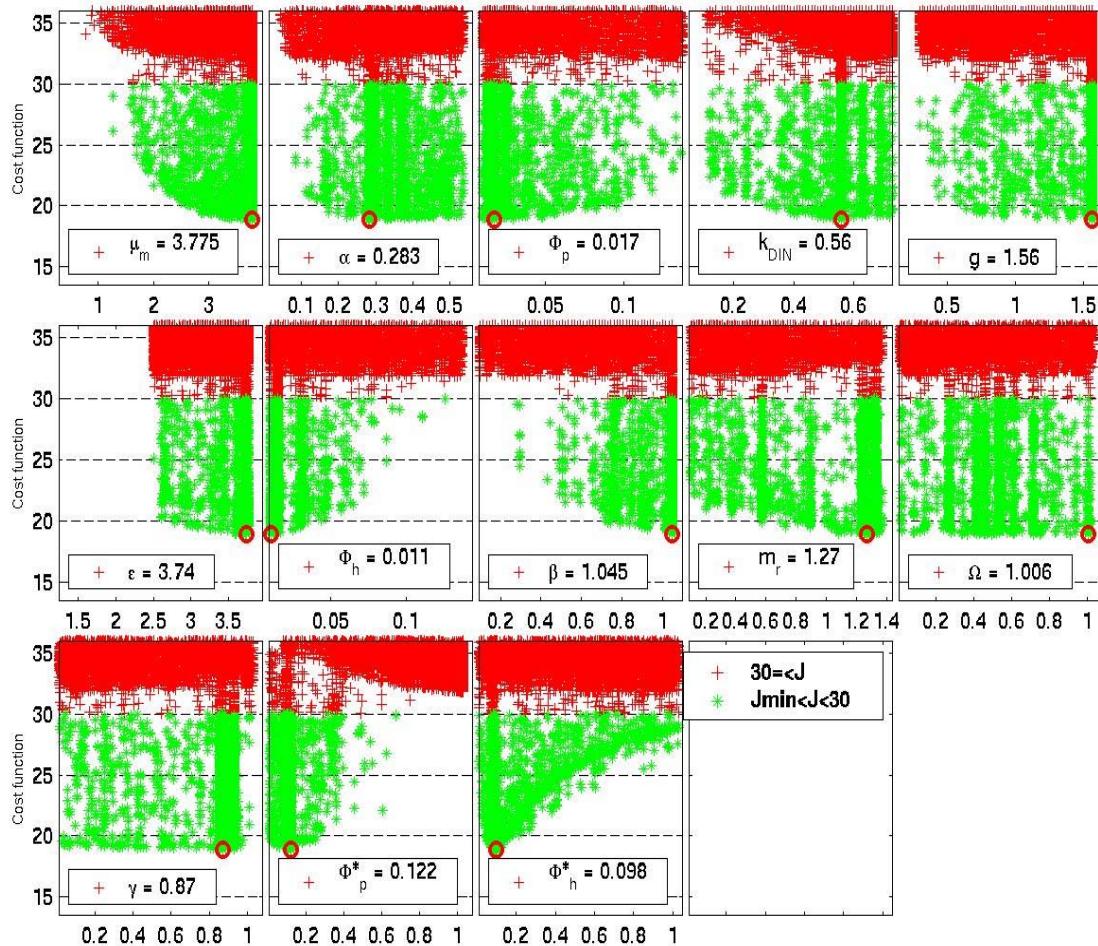 35
30
25
20
15
Cost function
μm = 3.775
α = 0.283
Φp = 0.017
kDIN = 0.56
g = 1.56
1 2 3
0.1 0.2 0.3 0.4 0.5
0.05 0.1
0.2 0.4 0.6
0.5 1 1.5
35
30
25
20
15
Cost function
ε = 3.74
Φh = 0.011
β = 1.045
mr = 1.27
Ω = 1.006
1.5 2 2.5 3 3.5
0.05 0.1
0.2 0.4 0.6 0.8 1
0.2 0.4 0.6 0.8 1 1.2 1.4
0.2 0.4 0.6 0.8 1
35
30
25
20
15
Cost function
γ = 0.87
Φ*p = 0.122
Φ*h = 0.098
30=<J
Jmin<J<30
0.2 0.4 0.6 0.8 1
0.2 0.4 0.6 0.8 1
0.2 0.4 0.6 0.8 1